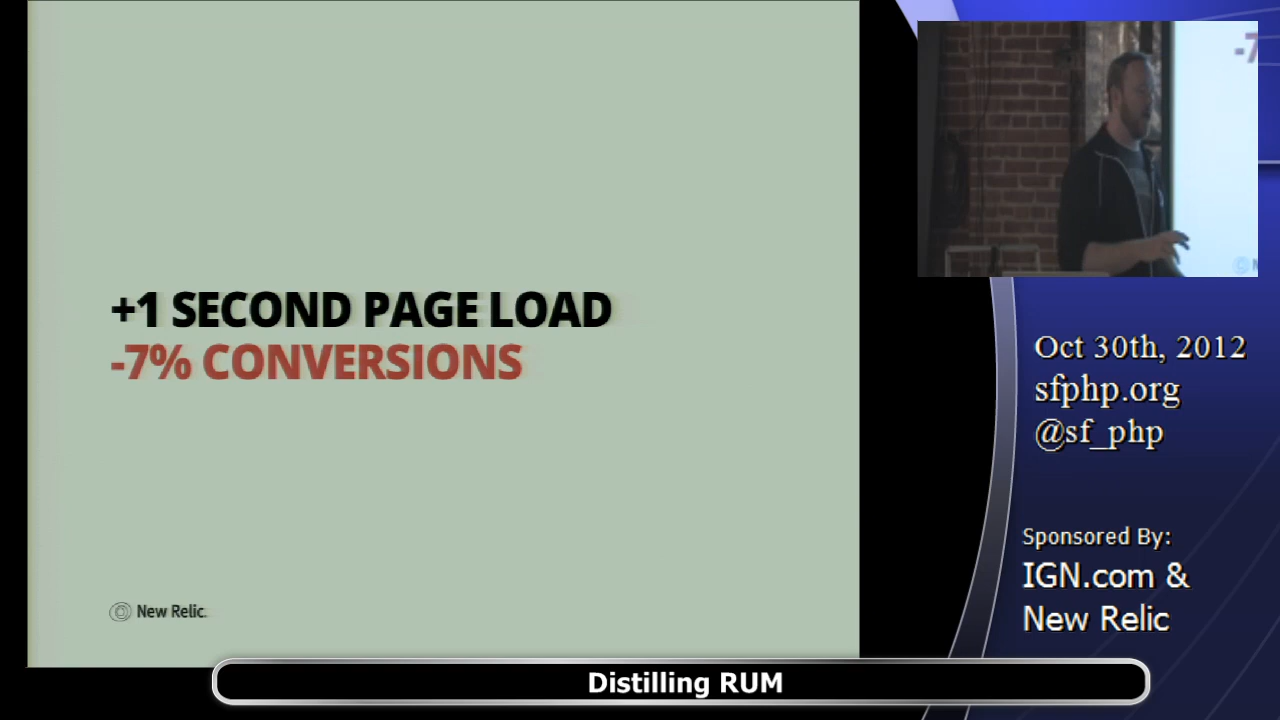 +1 SECOND PAGE LOAD
-7% CONVERSIONS
New Relic.
-7
Oct 30th, 2012
sfphp.org
@sf_php
Sponsored By:
IGN.com &
New Relic
Distilling RUM